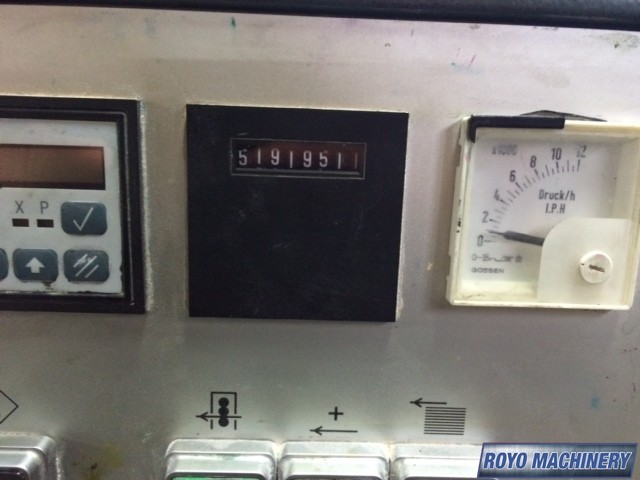 5191951
x1000
0 2 4 6 8 10 12
Druck/h
I.P.H
GOSSEN
X P
+
ROYO MACHINERY